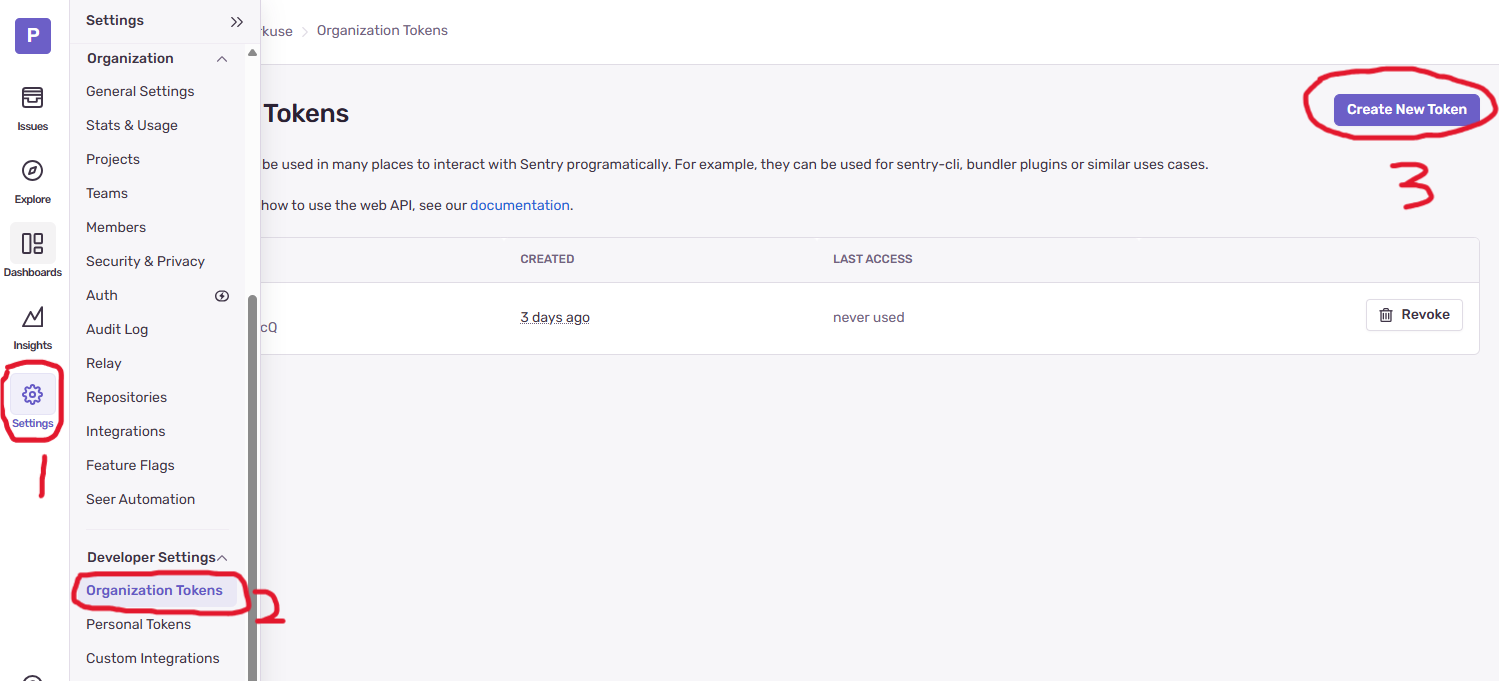 P
Issues
Explore
Dashboards
Insights
Settings
1
Settings
Organization
General Settings
Stats & Usage
Projects
Teams
Members
Security & Privacy
Auth
Audit Log
Relay
Repositories
Integrations
Feature Flags
Seer Automation
Developer Settings
Organization Tokens
2
Personal Tokens
Custom Integrations
rkuse > Organization Tokens
Tokens
Create New Token
3
be used in many places to interact with Sentry programatically. For example, they can be used for sentry-cli, bundler plugins or similar uses cases.
how to use the web API, see our documentation.
CREATED LAST ACCESS
cQ 3 days ago never used Revoke